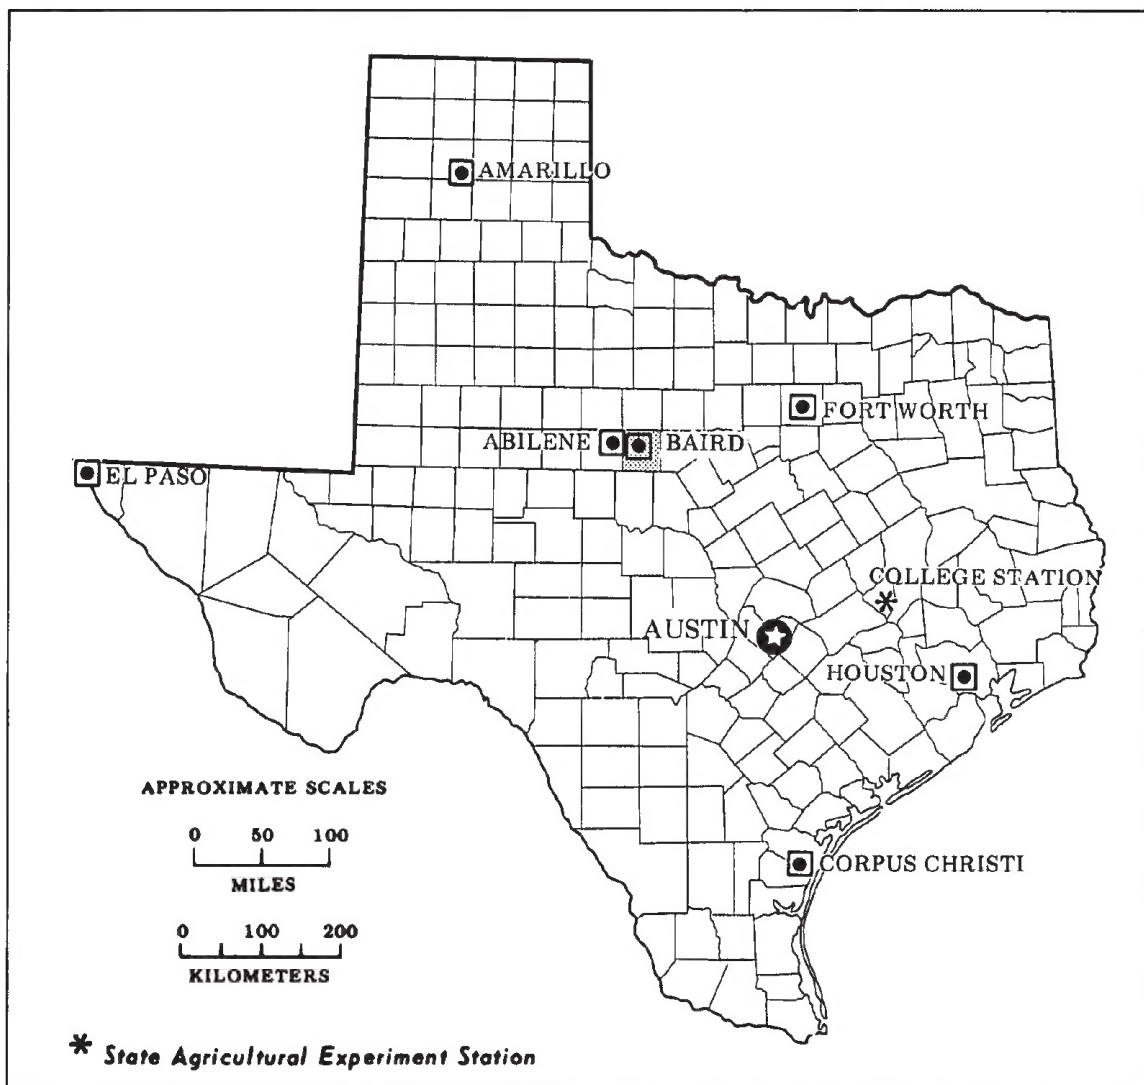 AMARILLO
FORT WORTH
ABILENE
BAIRD
EL PASO
COLLEGE STATION
*
AUSTIN
HOUSTON
APPROXIMATE SCALES
0 50 100
MILES
CORPUS CHRISTI
0 100 200
KILOMETERS
* State Agricultural Experiment Station